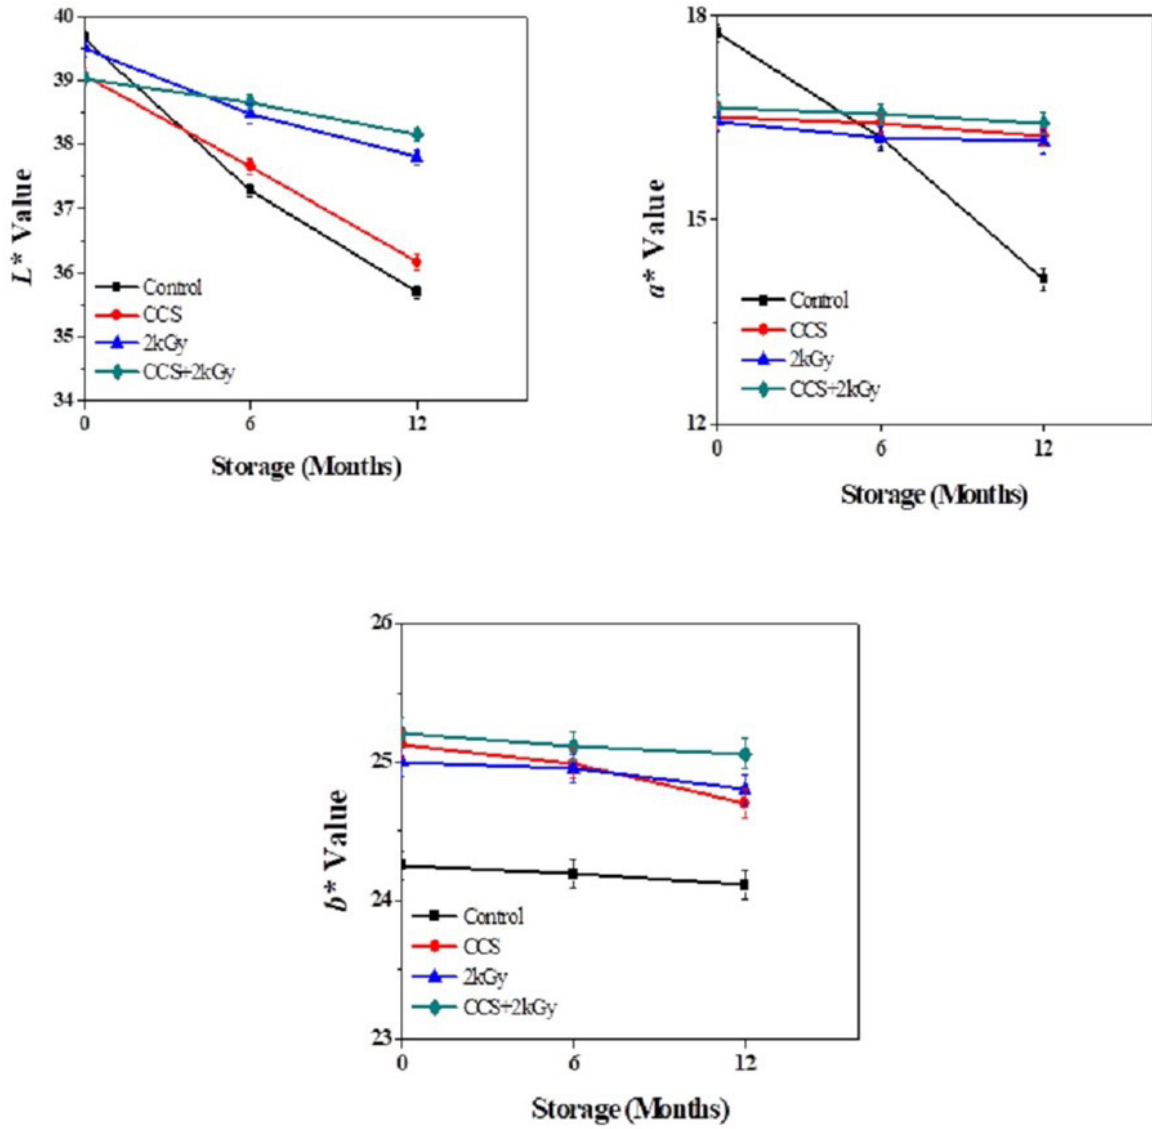 40
39
38
37
36
35
34
L* Value
Control
CCS
2kGy
CCS+2kGy
0 6 12
Storage (Months)
18
15
12
a* Value
Control
CCS
2kGy
CCS+2kGy
0 6 12
Storage (Months)
26
25
24
23
b* Value
Control
CCS
2kGy
CCS+2kGy
0 6 12
Storage (Months)